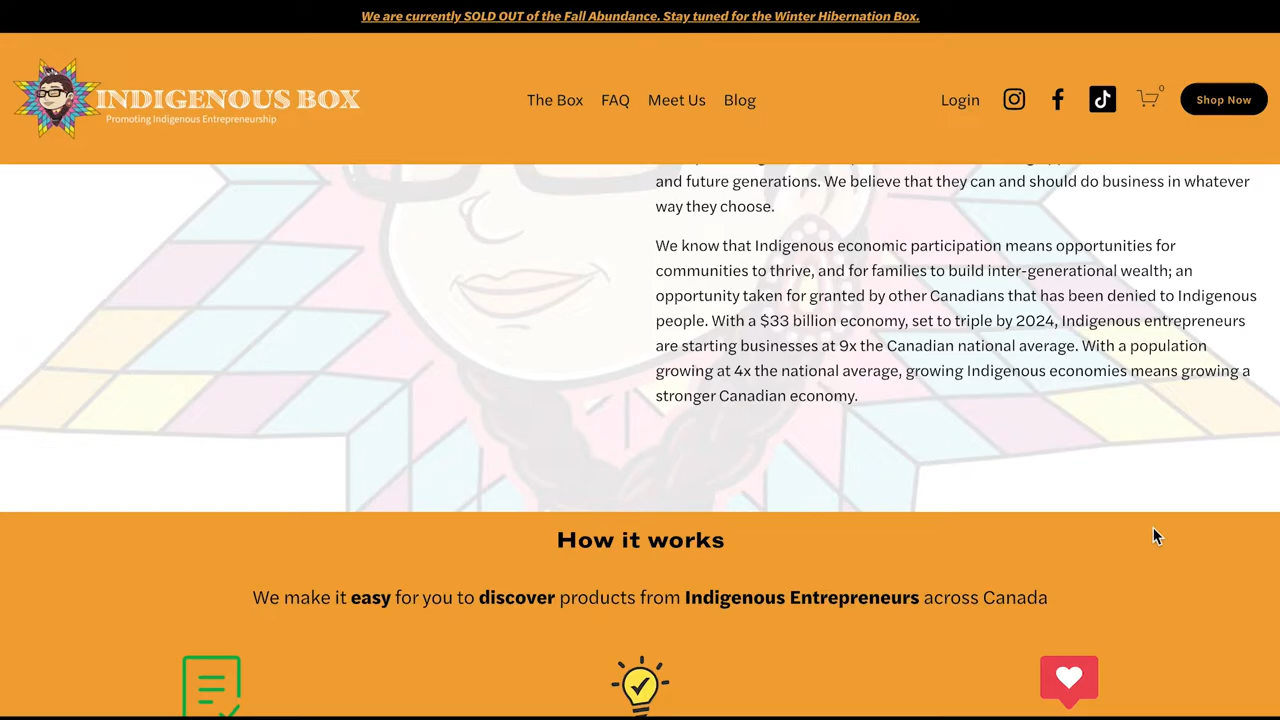 We are currently SOLD OUT of the Fall Abundance. Stay tuned for the Winter Hibernation Box.
INDIGENOUS BOX
Promoting Indigenous Entrepreneurship
The Box FAQ Meet Us Blog
Login 0 Shop Now
and future generations. We believe that they can and should do business in whatever
way they choose.
We know that Indigenous economic participation means opportunities for
communities to thrive, and for families to build inter-generational wealth; an
opportunity taken for granted by other Canadians that has been denied to Indigenous
people. With a $33 billion economy, set to triple by 2024, Indigenous entrepreneurs
are starting businesses at 9x the Canadian national average. With a population
growing at 4x the national average, growing Indigenous economies means growing a
stronger Canadian economy.
How it works
We make it easy for you to discover products from Indigenous Entrepreneurs across Canada